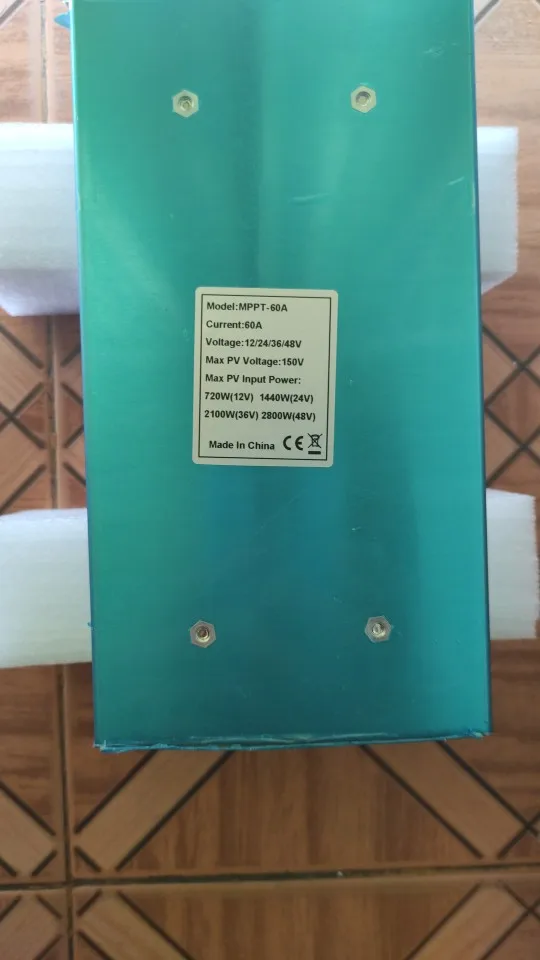 Model:MPPT-60A
Current:60A
Voltage:12/24/36/48V
Max PV Voltage:150V
Max PV Input Power:
720W(12V) 1440W(24V)
2100W(36V) 2800W(48V)
Made In China CE